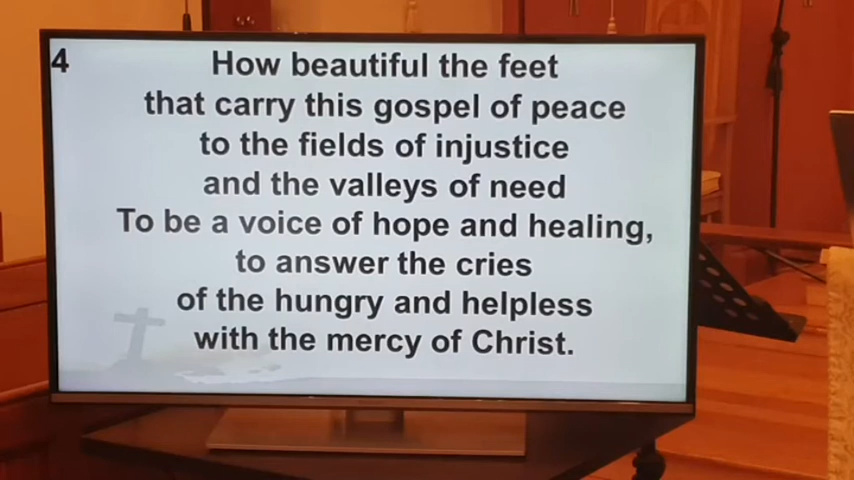 4
How beautiful the feet
that carry this gospel of peace
to the fields of injustice
and the valleys of need
To be a voice of hope and healing,
to answer the cries
of the hungry and helpless
with the mercy of Christ.